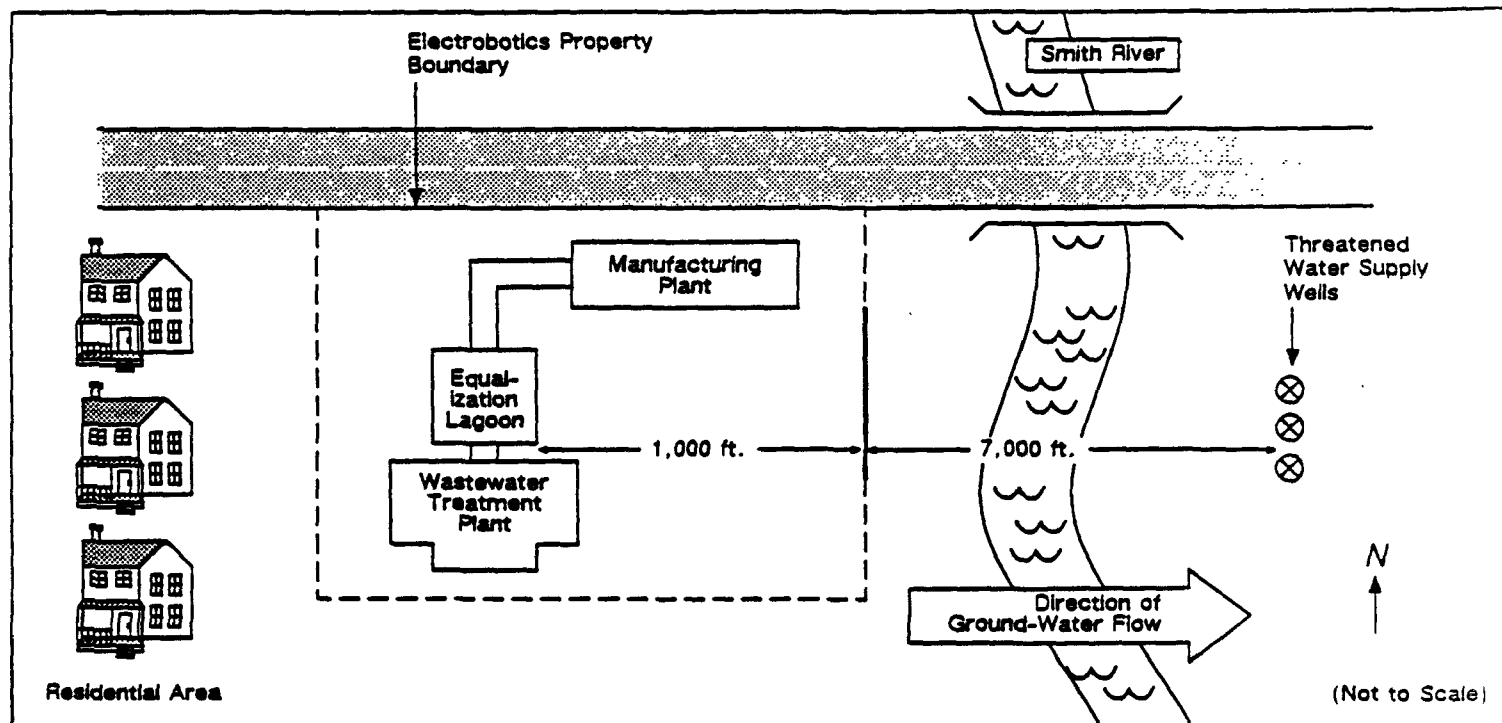 Electrobotics Property
Boundary
Smith River
Manufacturing
Plant
Threatened
Water Supply
Wells
Equal-
ization
Lagoon
1,000 ft.
7,000 ft.
Wastewater
Treatment
Plant
N
Direction of
Ground-Water Flow
Residential Area
(Not to Scale)